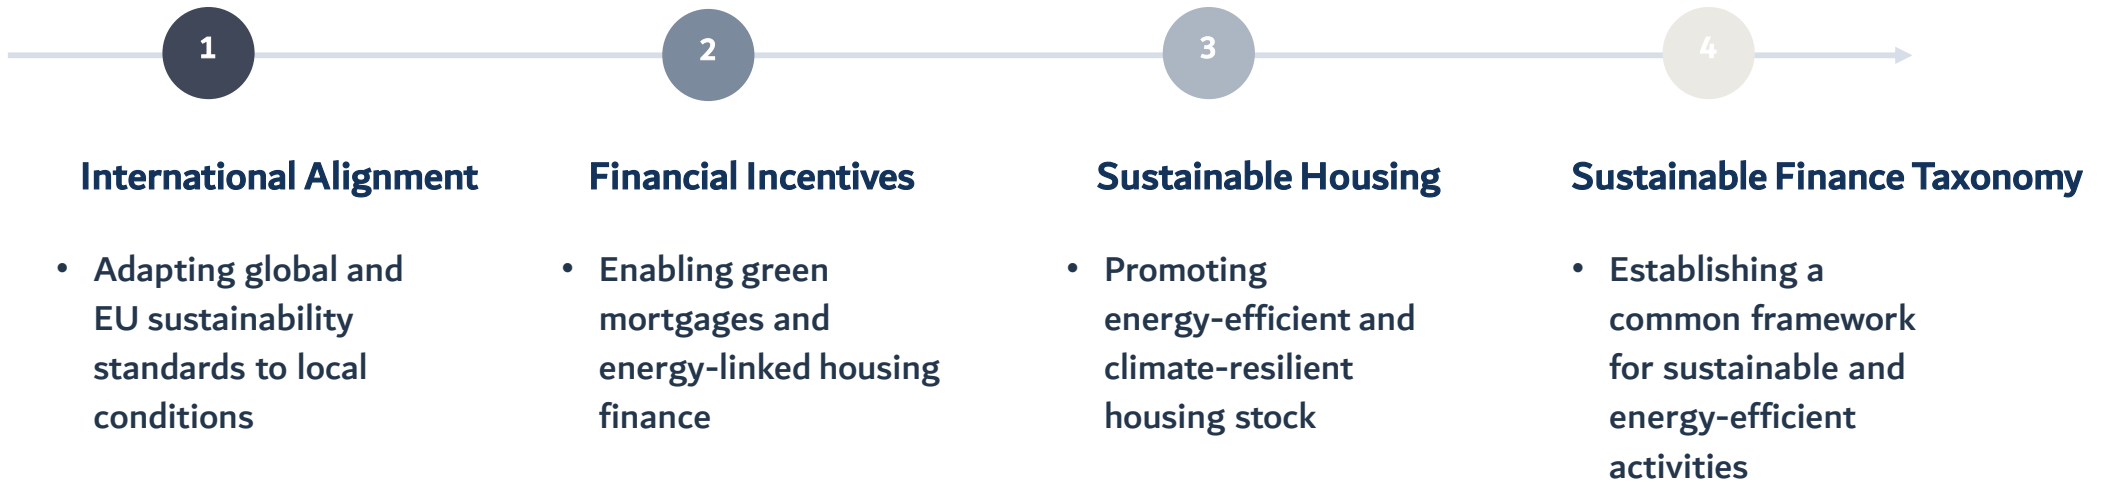 1
2
3
4
International Alignment
• Adapting global and
EU sustainability
standards to local
conditions
Financial Incentives
• Enabling green
mortgages and
energy-linked housing
finance
Sustainable Housing
• Promoting
energy-efficient and
climate-resilient
housing stock
Sustainable Finance Taxonomy
• Establishing a
common framework
for sustainable and
energy-efficient
activities